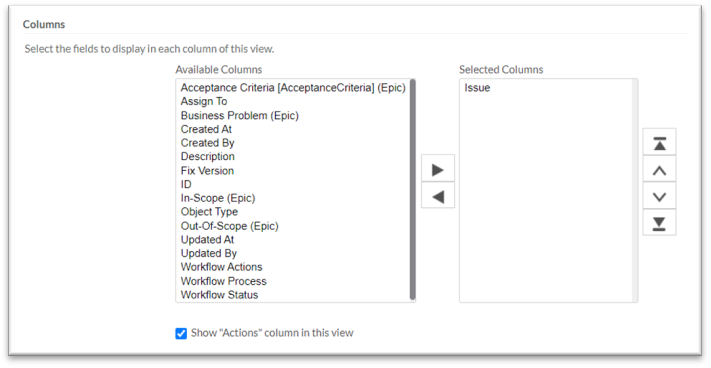 Columns
Select the fields to display in each column of this view.
Available Columns
Acceptance Criteria [AcceptanceCriteria] (Epic)
Assign To
Business Problem (Epic)
Created At
Created By
Description
Fix Version
ID
In-Scope (Epic)
Object Type
Out-Of-Scope (Epic)
Updated At
Updated By
Workflow Actions
Workflow Process
Workflow Status
Selected Columns
Issue
Show "Actions" column in this view